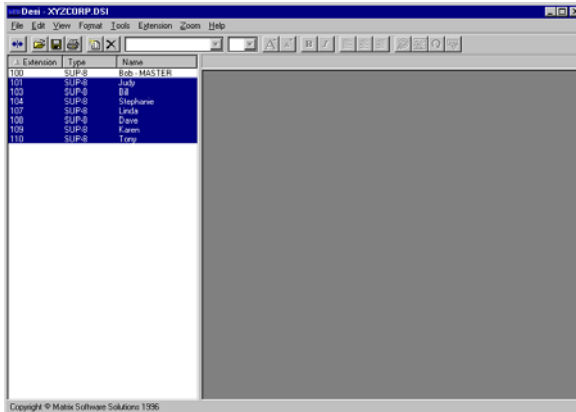 Desi - XYZCORP.DSI
File Edit View Format Tools Extension Zoom Help
Extension Type Name
100 SUP-8 Bob - MASTER
101 SUP-8 Judy
103 SUP-8 Bill
104 SUP-8 Stephanie
107 SUP-8 Linda
108 SUP-8 Dave
109 SUP-8 Karen
110 SUP-8 Tony
Copyright © Matrix Software Solutions 1996